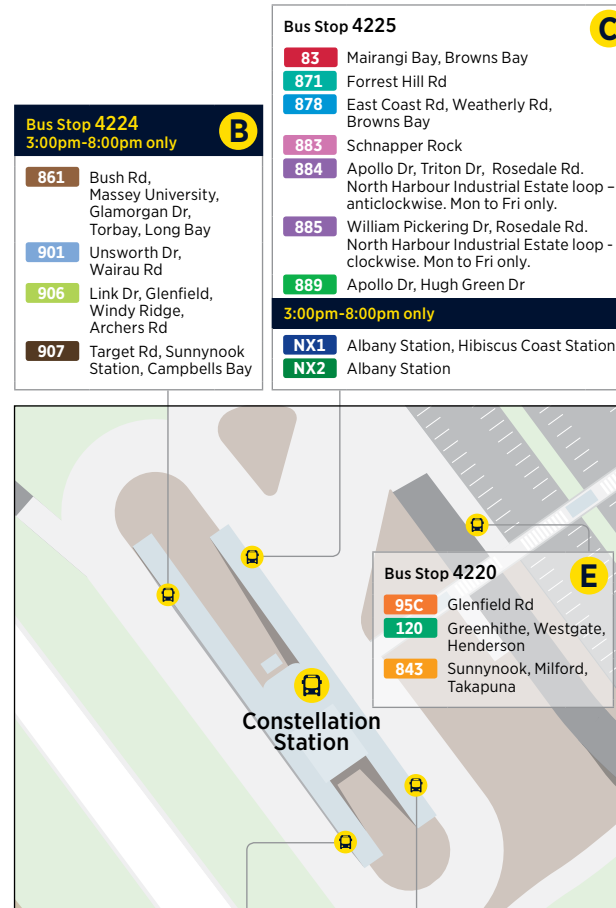 Bus Stop 4224
3:00pm-8:00pm only
B
861 Bush Rd,
Massey University,
Glamorgan Dr,
Torbay, Long Bay
901 Unsworth Dr,
Wairau Rd
906 Link Dr, Glenfield,
Windy Ridge,
Archers Rd
907 Target Rd, Sunnynook
Station, Campbells Bay
Bus Stop 4225
C
83 Mairangi Bay, Browns Bay
871 Forrest Hill Rd
878 East Coast Rd, Weatherly Rd,
Browns Bay
883 Schnapper Rock
884 Apollo Dr, Triton Dr, Rosedale Rd.
North Harbour Industrial Estate loop –
anticlockwise. Mon to Fri only.
885 William Pickering Dr, Rosedale Rd.
North Harbour Industrial Estate loop -
clockwise. Mon to Fri only.
889 Apollo Dr, Hugh Green Dr
3:00pm-8:00pm only
NX1 Albany Station, Hibiscus Coast Station
NX2 Albany Station
Bus Stop 4220
E
95C Glenfield Rd
120 Greenhithe, Westgate,
Henderson
843 Sunnynook, Milford,
Takapuna
Constellation
Station